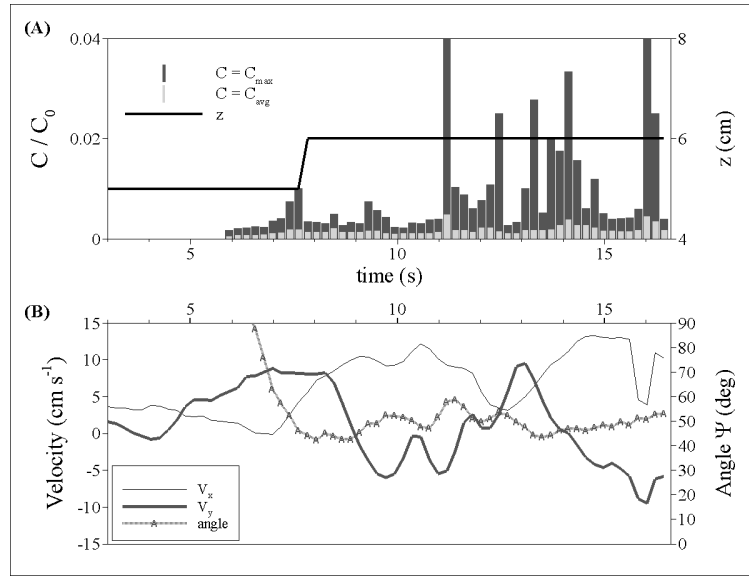 (A)
0.04
0.02
0
C / C0
C = Cmax
C = Cavg
z
8
6
5
4
z (cm)
5
10
15
time (s)
(B)
5
10
15
15
10
5
0
-5
-10
-15
Velocity (cm s-1)
Vx
Vy
angle
90
80
70
60
50
40
30
20
10
0
Angle Ψ (deg)